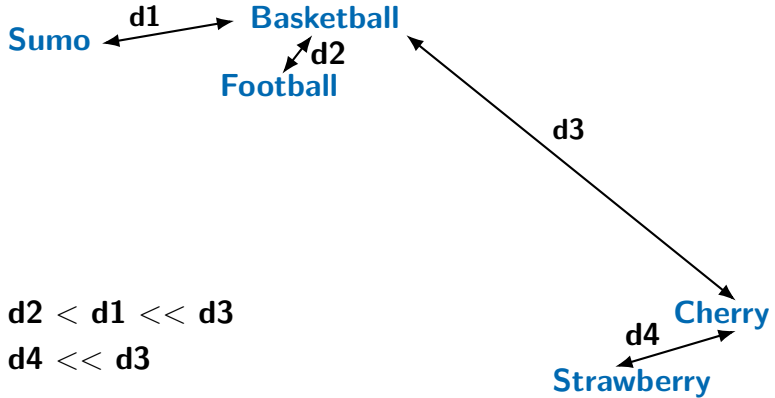 d1
Basketball
Sumo
d2
Football
d3
d2 < d1 << d3
Cherry
d4
d4 << d3
Strawberry